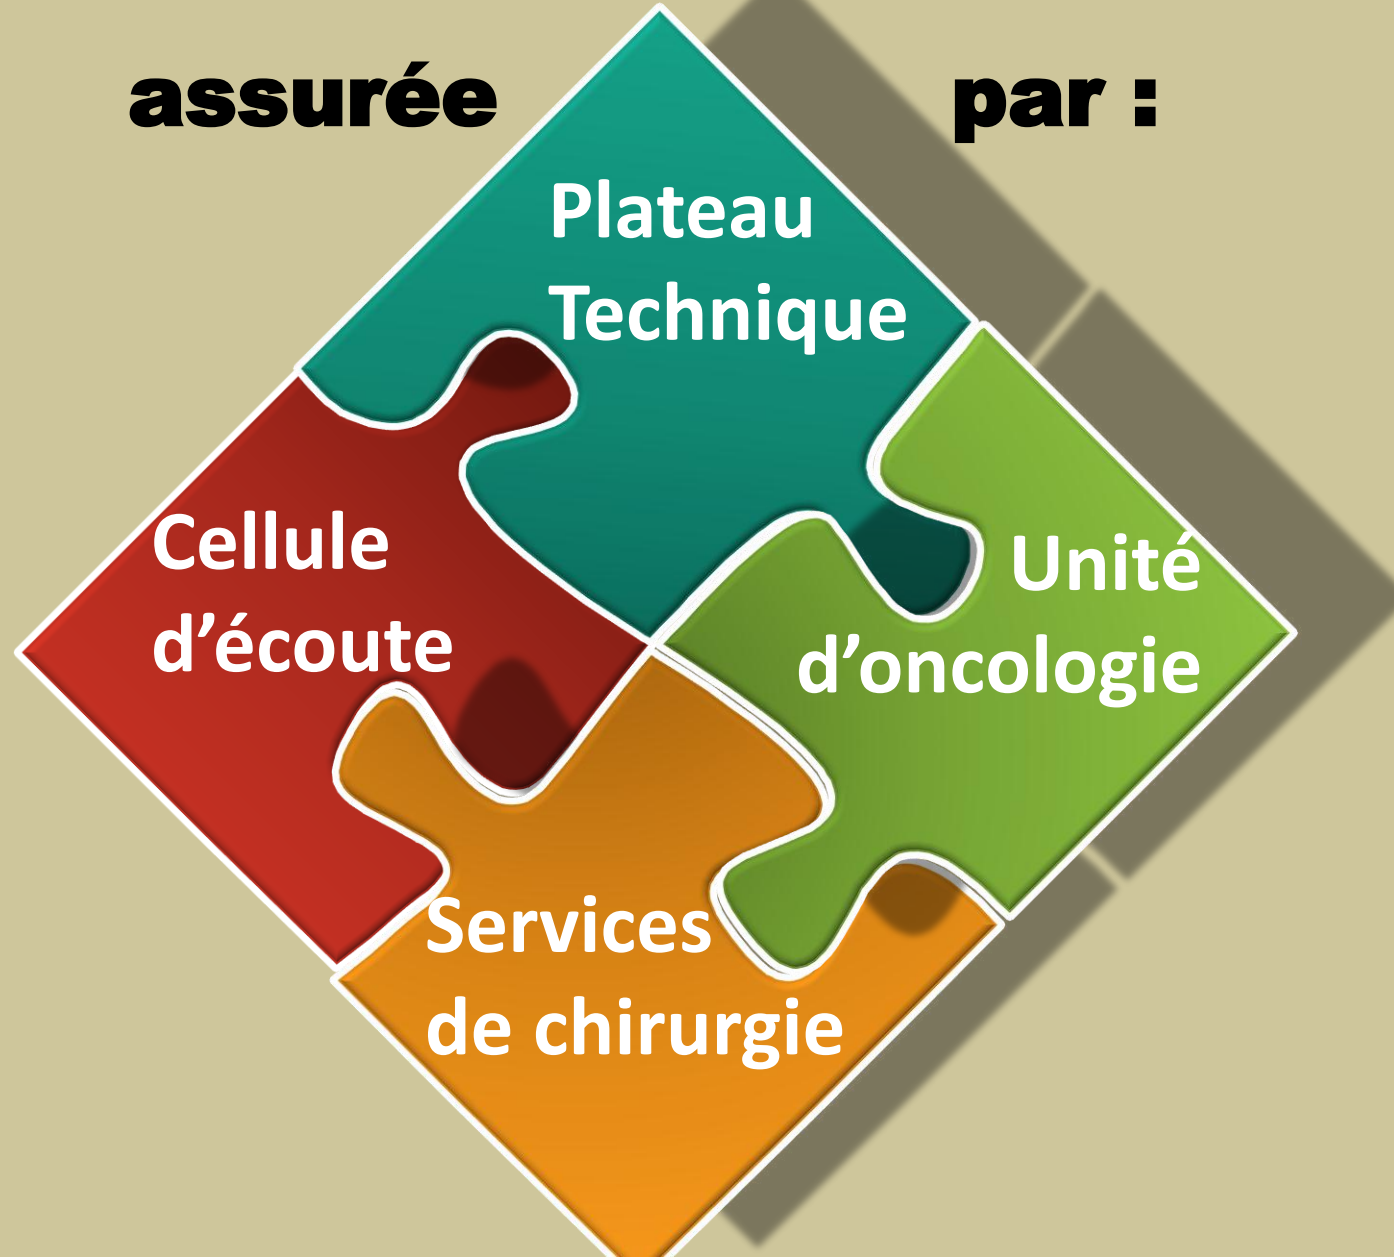 assurée par :
Plateau
Technique
Cellule
d’écoute
Unité
d’oncologie
Services
de chirurgie